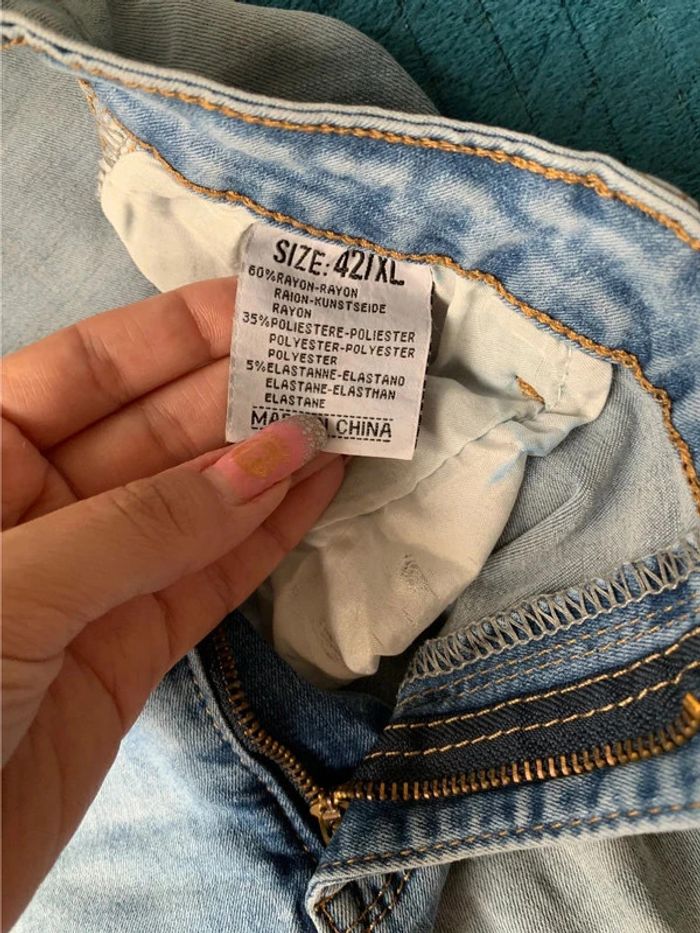 SIZE:42/XL
60%RAYON-RAYON
RAION-KUNSTSEIDE
RAYON
35%POLIESTERE-POLIESTER
POLYESTER-POLYESTER
POLYESTER
5%ELASTANNE-ELASTANO
ELASTANE-ELASTHAN
ELASTANE
CHINA